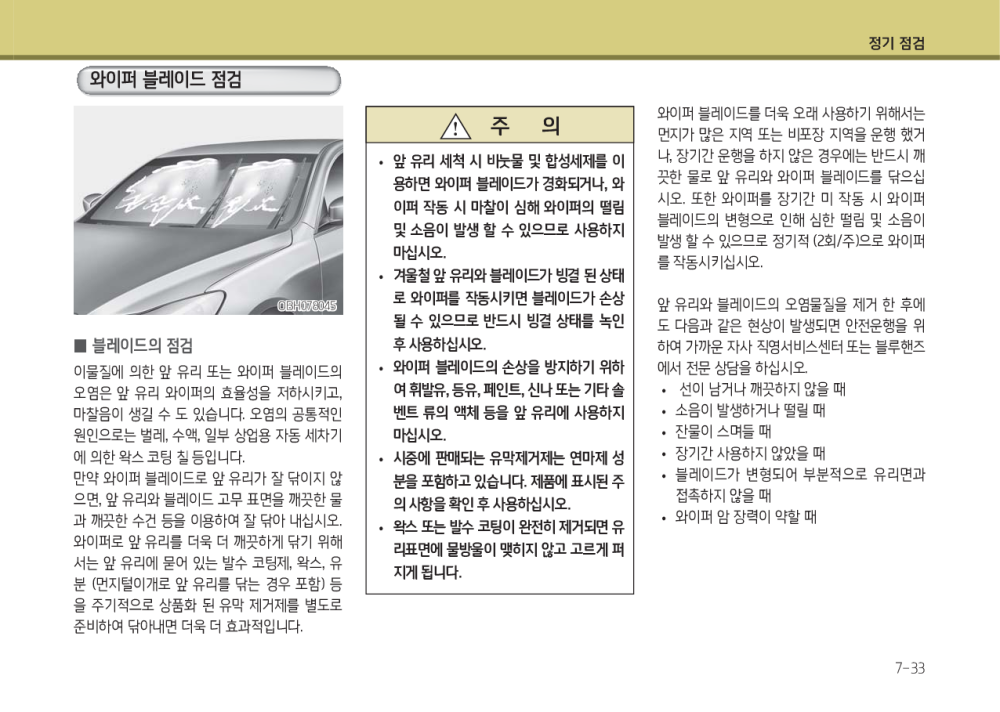 정기 점검
와이퍼 블레이드 점검
OBH078045
■ 블레이드의 점검
이물질에 의한 앞 유리 또는 와이퍼 블레이드의
오염은 앞 유리 와이퍼의 효율성을 저하시키고,
마찰음이 생길 수 도 있습니다. 오염의 공통적인
원인으로는 벌레, 수액, 일부 상업용 자동 세차기
에 의한 왁스 코팅 칠 등입니다.
만약 와이퍼 블레이드로 앞 유리가 잘 닦이지 않
으면, 앞 유리와 블레이드 고무 표면을 깨끗한 물
과 깨끗한 수건 등을 이용하여 잘 닦아 내십시오.
와이퍼로 앞 유리를 더욱 더 깨끗하게 닦기 위해
서는 앞 유리에 묻어 있는 발수 코팅제, 왁스, 유
분 (먼지털이개로 앞 유리를 닦는 경우 포함) 등
을 주기적으로 상품화 된 유막 제거제를 별도로
준비하여 닦아내면 더욱 더 효과적입니다.
주 의
• 앞 유리 세척 시 비눗물 및 합성세제를 이
용하면 와이퍼 블레이드가 경화되거나, 와
이퍼 작동 시 마찰이 심해 와이퍼의 떨림
및 소음이 발생 할 수 있으므로 사용하지
마십시오.
• 겨울철 앞 유리와 블레이드가 빙결 된 상태
로 와이퍼를 작동시키면 블레이드가 손상
될 수 있으므로 반드시 빙결 상태를 녹인
후 사용하십시오.
• 와이퍼 블레이드의 손상을 방지하기 위하
여 휘발유, 등유, 페인트, 신나 또는 기타 솔
벤트 류의 액체 등을 앞 유리에 사용하지
마십시오.
• 시중에 판매되는 유막제거제는 연마제 성
분을 포함하고 있습니다. 제품에 표시된 주
의 사항을 확인 후 사용하십시오.
• 왁스 또는 발수 코팅이 완전히 제거되면 유
리표면에 물방울이 맺히지 않고 고르게 퍼
지게 됩니다.
와이퍼 블레이드를 더욱 오래 사용하기 위해서는
먼지가 많은 지역 또는 비포장 지역을 운행 했거
나, 장기간 운행을 하지 않은 경우에는 반드시 깨
끗한 물로 앞 유리와 와이퍼 블레이드를 닦으십
시오. 또한 와이퍼를 장기간 미 작동 시 와이퍼
블레이드의 변형으로 인해 심한 떨림 및 소음이
발생 할 수 있으므로 정기적 (2회/주)으로 와이퍼
를 작동시키십시오.
앞 유리와 블레이드의 오염물질을 제거 한 후에
도 다음과 같은 현상이 발생되면 안전운행을 위
하여 가까운 자사 직영서비스센터 또는 블루핸즈
에서 전문 상담을 하십시오.
• 선이 남거나 깨끗하지 않을 때
• 소음이 발생하거나 떨릴 때
• 잔물이 스며들 때
• 장기간 사용하지 않았을 때
• 블레이드가 변형되어 부분적으로 유리면과
접촉하지 않을 때
• 와이퍼 암 장력이 약할 때
7-33